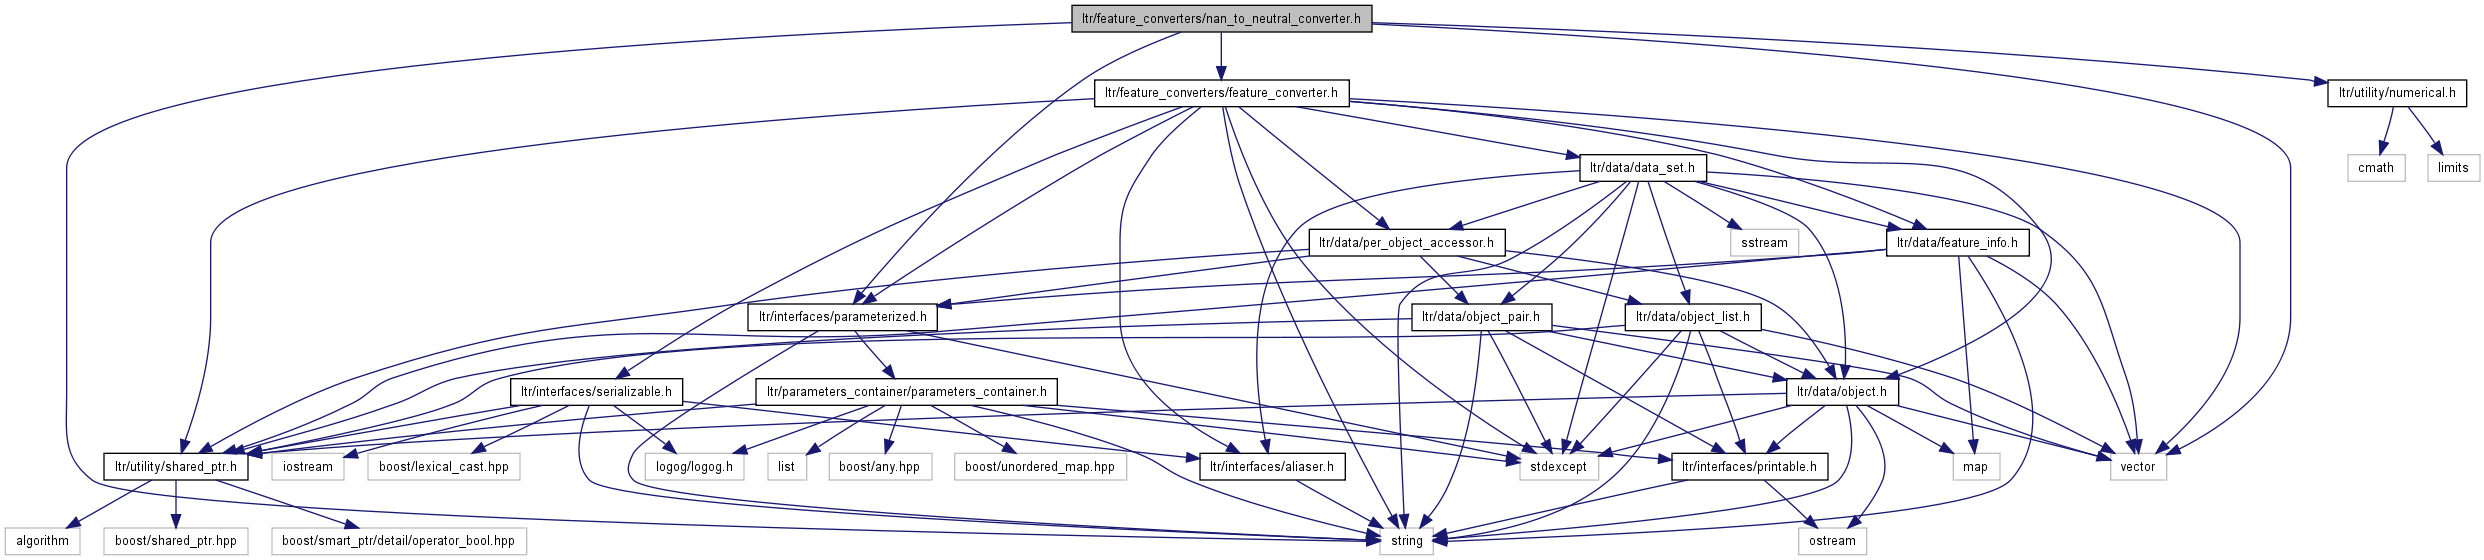 ltr/feature_converters/nan_to_neutral_converter.h
ltr/feature_converters/feature_converter.h
ltr/utility/numerical.h
ltr/data/data_set.h
cmath
limits
ltr/data/per_object_accessor.h
sstream
ltr/data/feature_info.h
ltr/interfaces/parameterized.h
ltr/data/object_pair.h
ltr/data/object_list.h
ltr/interfaces/serializable.h
ltr/parameters_container/parameters_container.h
ltr/data/object.h
ltr/utility/shared_ptr.h
iostream
boost/lexical_cast.hpp
logog/logog.h
list
boost/any.hpp
boost/unordered_map.hpp
ltr/interfaces/aliaser.h
stdexcept
ltr/interfaces/printable.h
map
vector
algorithm
boost/shared_ptr.hpp
boost/smart_ptr/detail/operator_bool.hpp
string
ostream